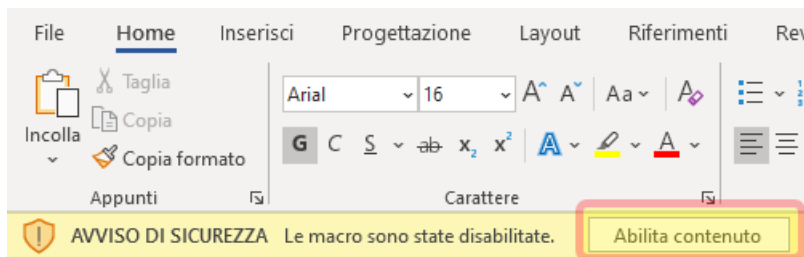 File Home Inserisci Progettazione Layout Riferimenti
Taglia
Arial 16 Aa
Copia
Incolla
G C S ab x₂ x² A A
Copia formato
Appunti Carattere
AVVISO DI SICUREZZA Le macro sono state disabilitate. Abilita contenuto